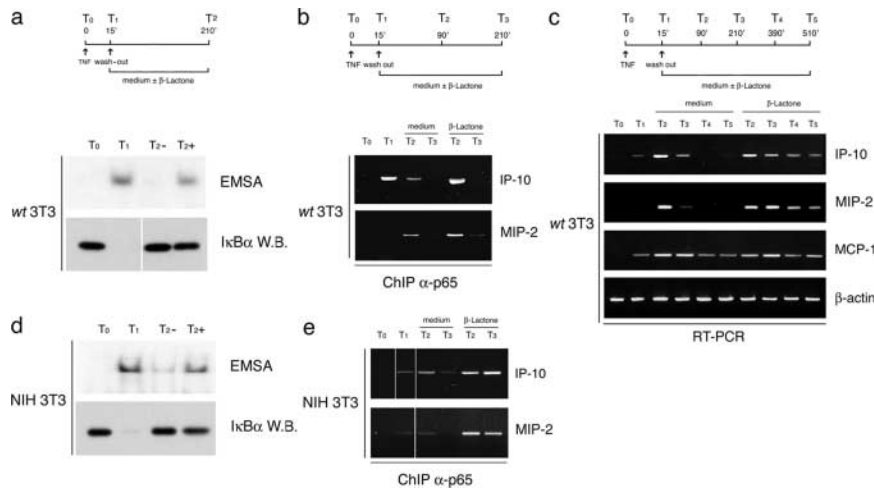 a
T0 T1 T2
0 15' 210'
TNF wash-out
medium ± β-Lactone
T0 T1 T2- T2+
EMSA
IκBα W.B.
wt 3T3
b
T0 T1 T2 T3
0 15' 90' 210'
TNF wash out
medium ± β-Lactone
medium β-Lactone
T0 T1 T2 T3 T2 T3
IP-10
MIP-2
wt 3T3
ChIP α-p65
c
T0 T1 T2 T3 T4 T5
0 15' 90' 210' 390' 510'
TNF wash out
medium ± β-Lactone
medium β-Lactone
T0 T1 T2 T3 T4 T5 T2 T3 T4 T5
IP-10
MIP-2
MCP-1
β-actin
wt 3T3
RT-PCR
d
T0 T1 T2- T2+
EMSA
IκBα W.B.
NIH 3T3
e
medium β-Lactone
T0 T1 T2 T3 T2 T3
IP-10
MIP-2
NIH 3T3
ChIP α-p65